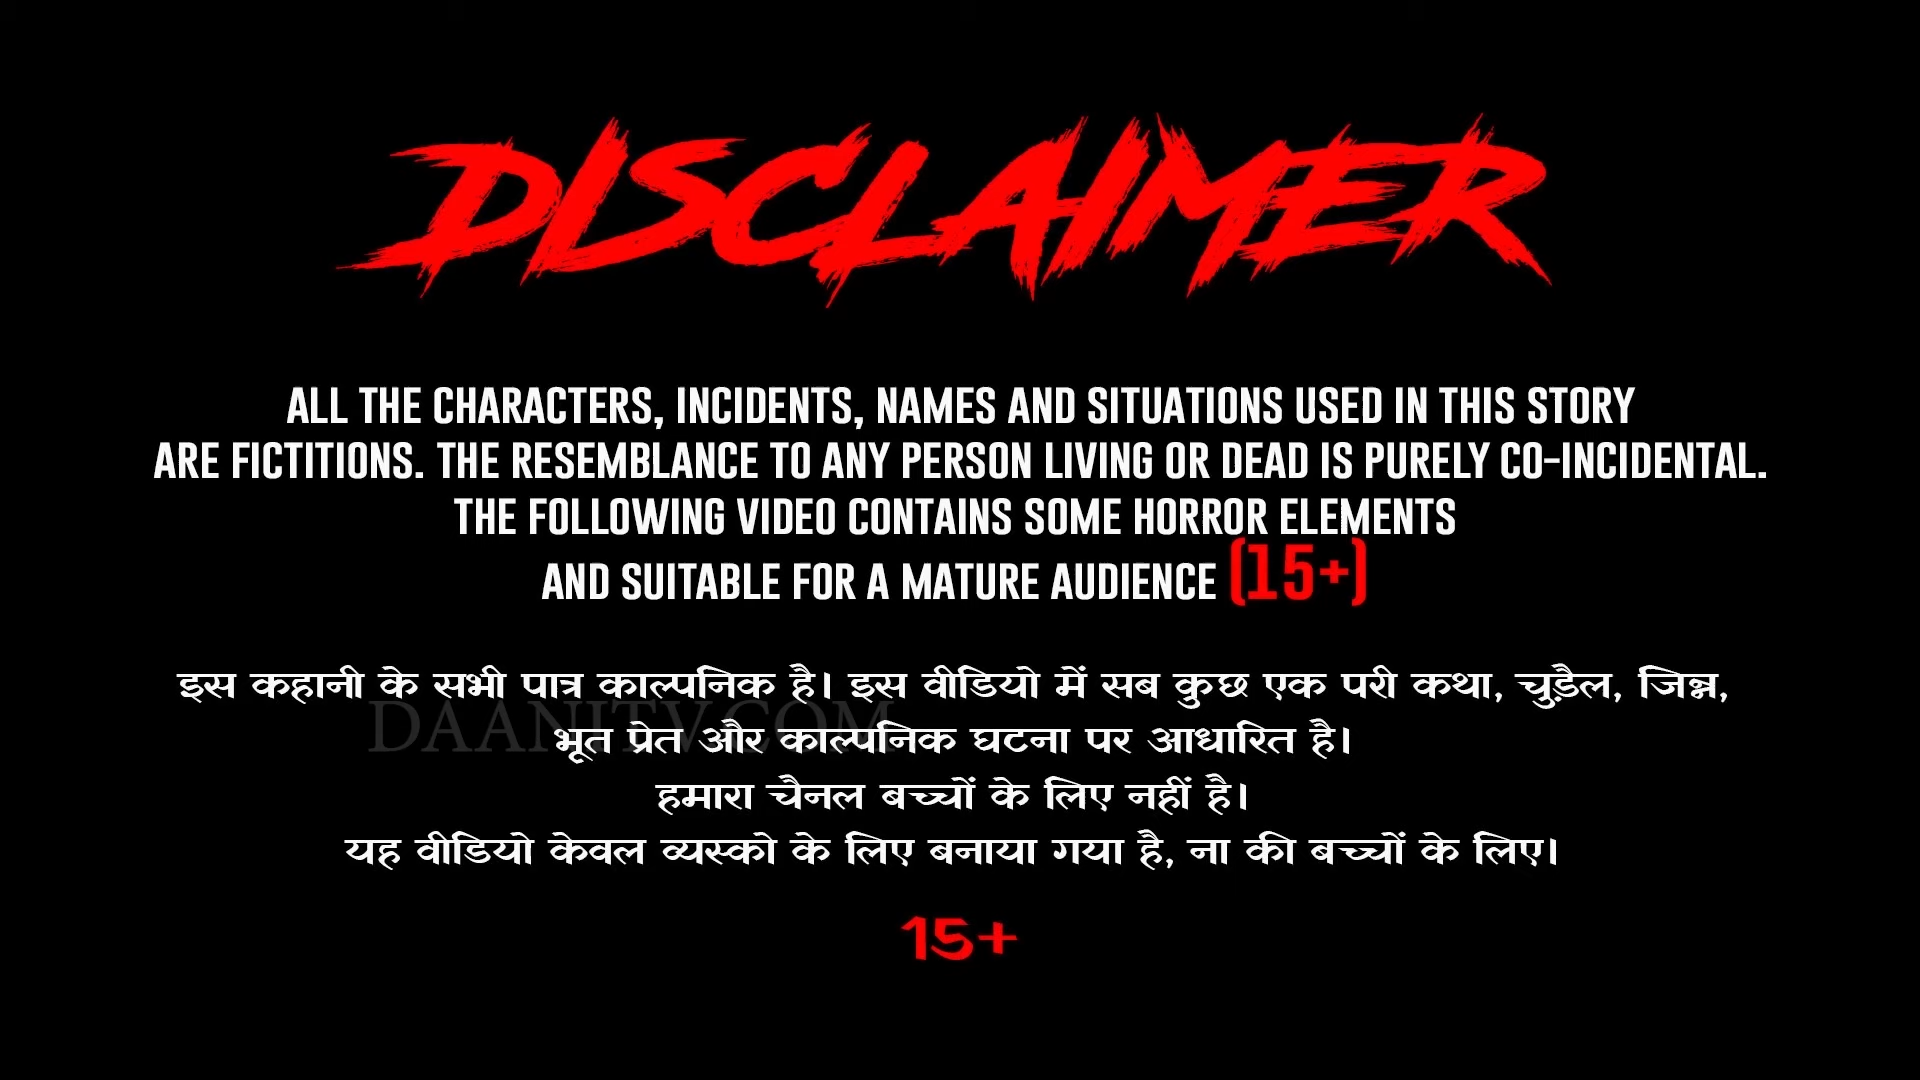 DISCLAIMER
ALL THE CHARACTERS, INCIDENTS, NAMES AND SITUATIONS USED IN THIS STORY
ARE FICTITIONS. THE RESEMBLANCE TO ANY PERSON LIVING OR DEAD IS PURELY CO-INCIDENTAL.
THE FOLLOWING VIDEO CONTAINS SOME HORROR ELEMENTS
AND SUITABLE FOR A MATURE AUDIENCE (15+)
इस कहानी के सभी पात्र काल्पनिक है। इस वीडियो में सब कुछ एक परी कथा, चुड़ैल, जिन्न,
DAANITV.COM
भूत प्रेत और काल्पनिक घटना पर आधारित है।
हमारा चैनल बच्चों के लिए नहीं है।
यह वीडियो केवल व्यस्को के लिए बनाया गया है, ना की बच्चों के लिए।
15+